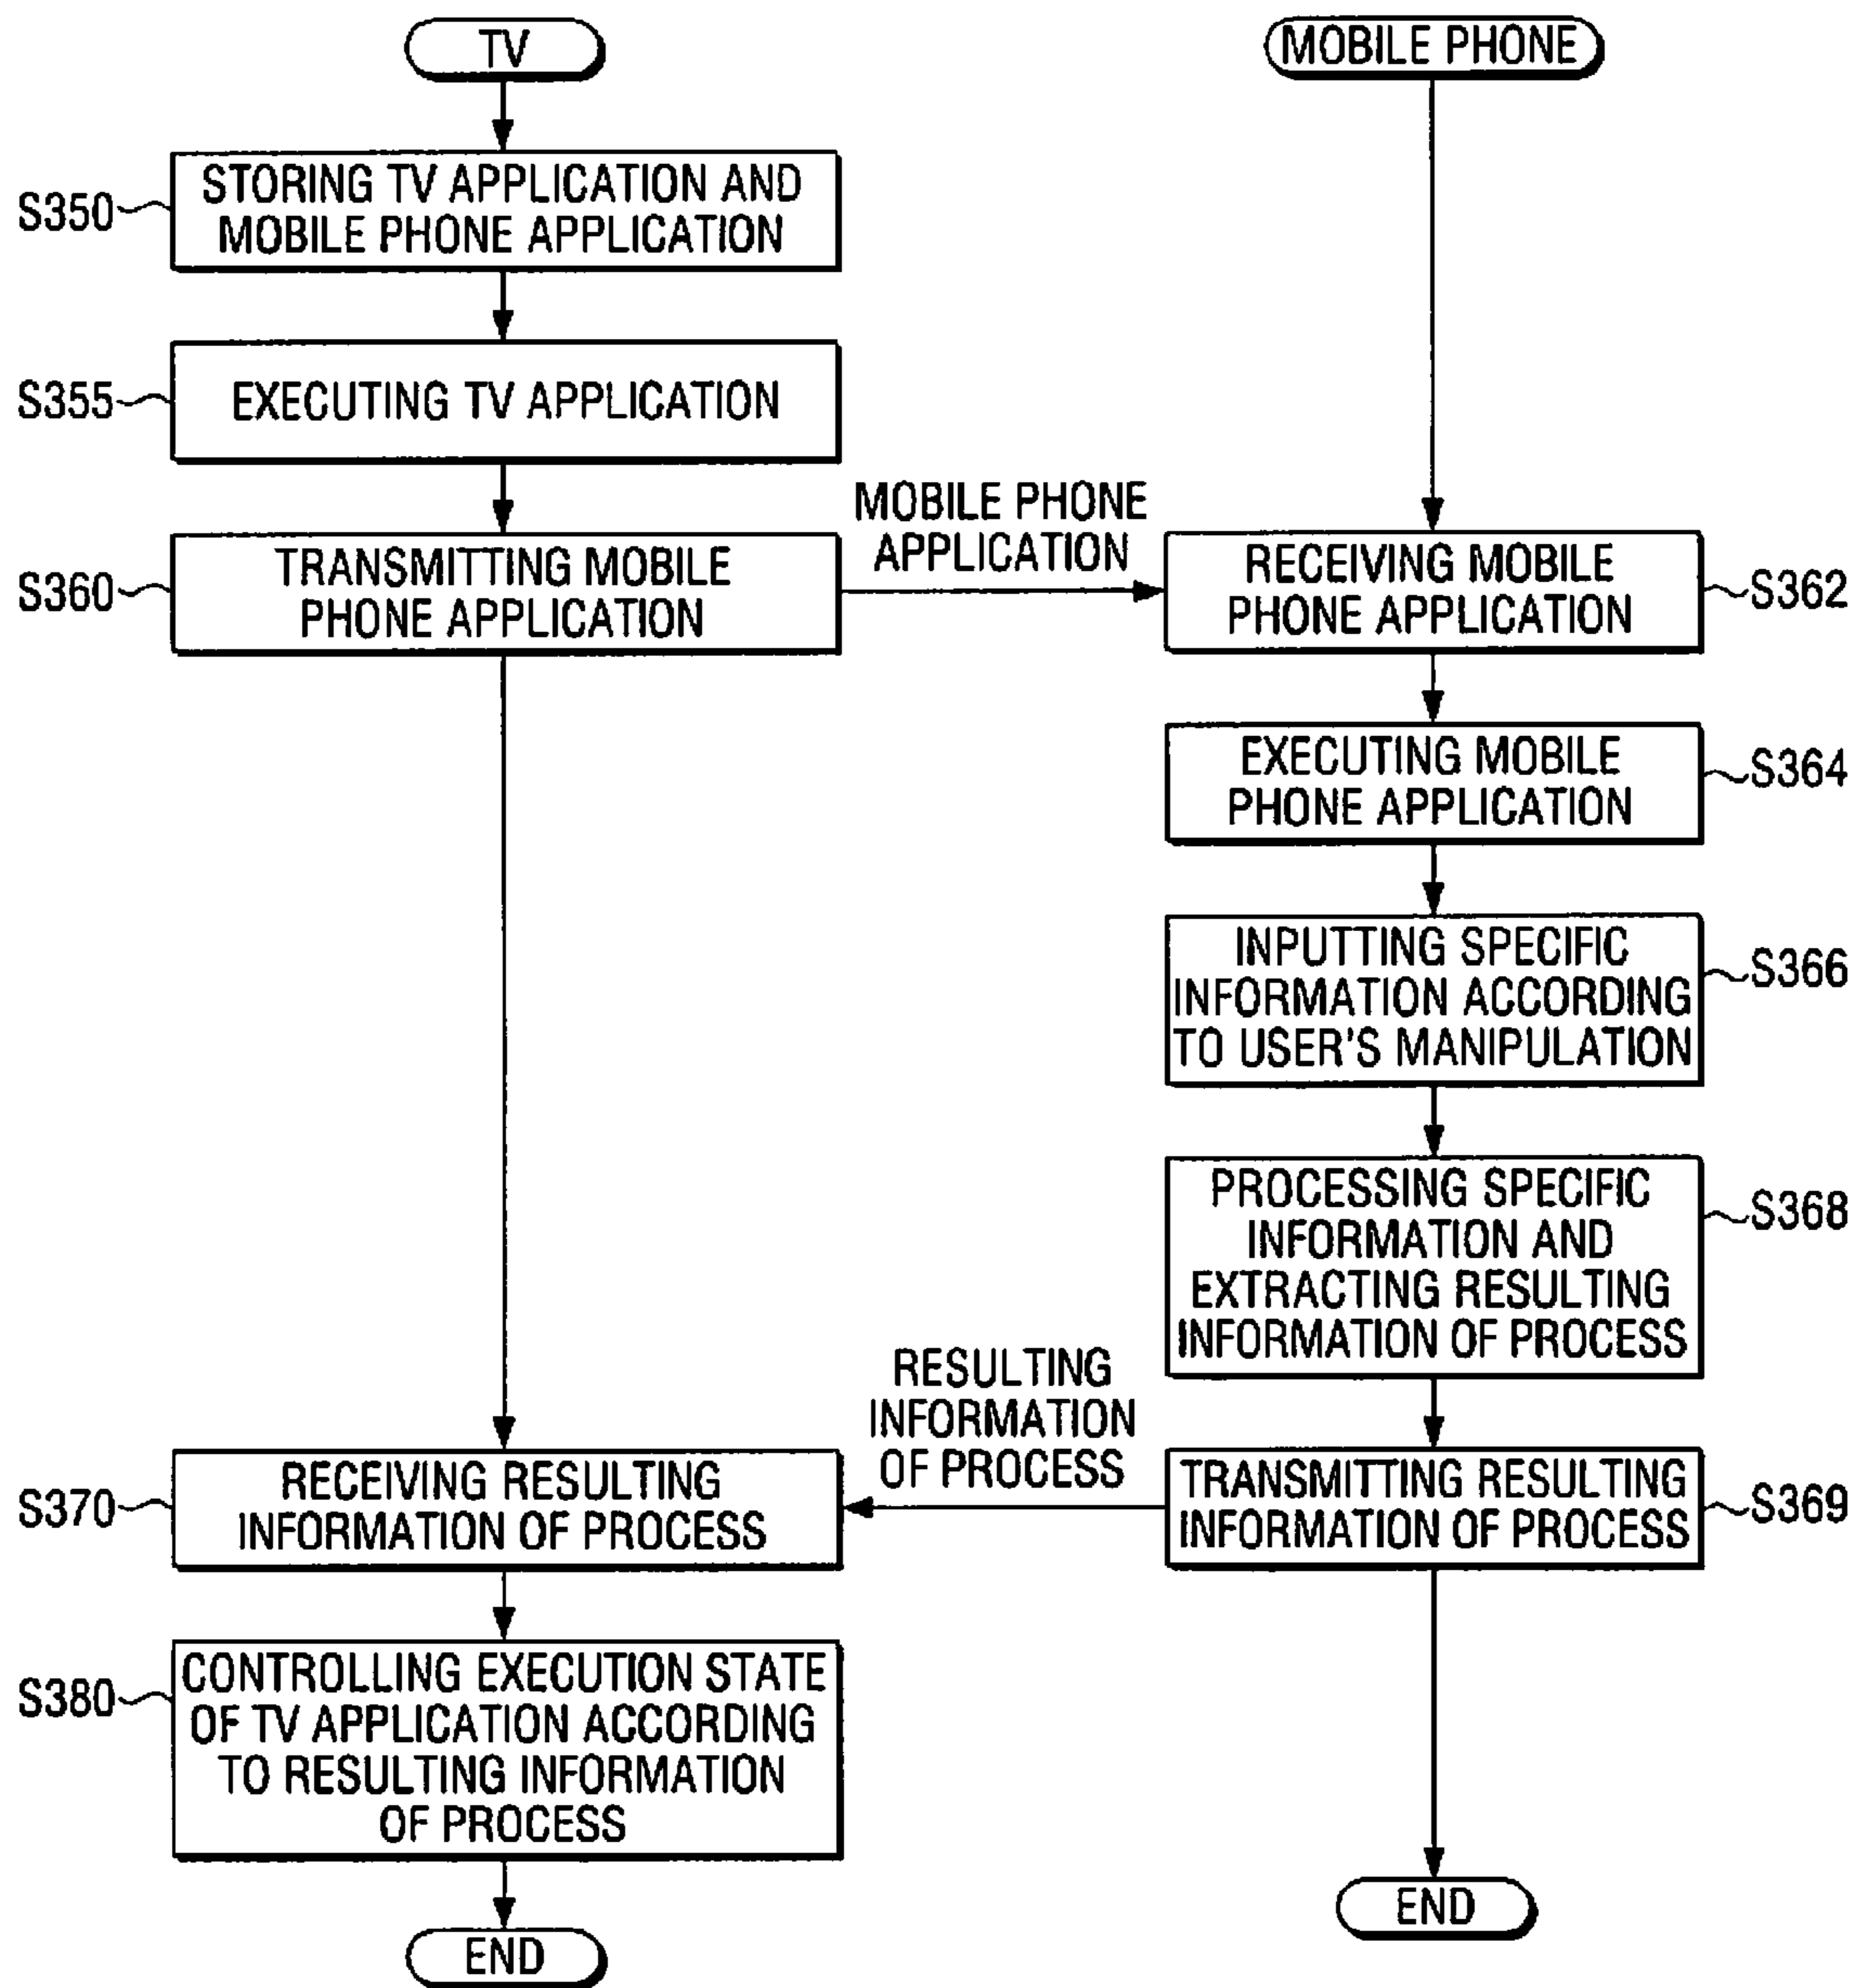 TV
MOBILE PHONE
S350
STORING TV APPLICATION AND
MOBILE PHONE APPLICATION
S355
EXECUTING TV APPLICATION
S360
TRANSMITTING MOBILE
PHONE APPLICATION
MOBILE PHONE
APPLICATION
RECEIVING MOBILE
PHONE APPLICATION
S362
EXECUTING MOBILE
PHONE APPLICATION
S364
INPUTTING SPECIFIC
INFORMATION ACCORDING
TO USER'S MANIPULATION
S366
PROCESSING SPECIFIC
INFORMATION AND
EXTRACTING RESULTING
INFORMATION OF PROCESS
S368
S370
RECEIVING RESULTING
INFORMATION OF PROCESS
RESULTING
INFORMATION
OF PROCESS
TRANSMITTING RESULTING
INFORMATION OF PROCESS
S369
S380
CONTROLLING EXECUTION STATE
OF TV APPLICATION ACCORDING
TO RESULTING INFORMATION
OF PROCESS
END
END